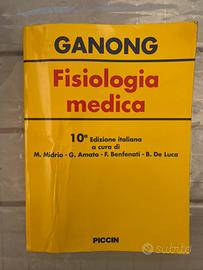 GANONG
Fisiologia
medica
10ª Edizione italiana
a cura di
M. Midrio - G. Amato - F. Benfenati - B. De Luca
PICCIN
subito